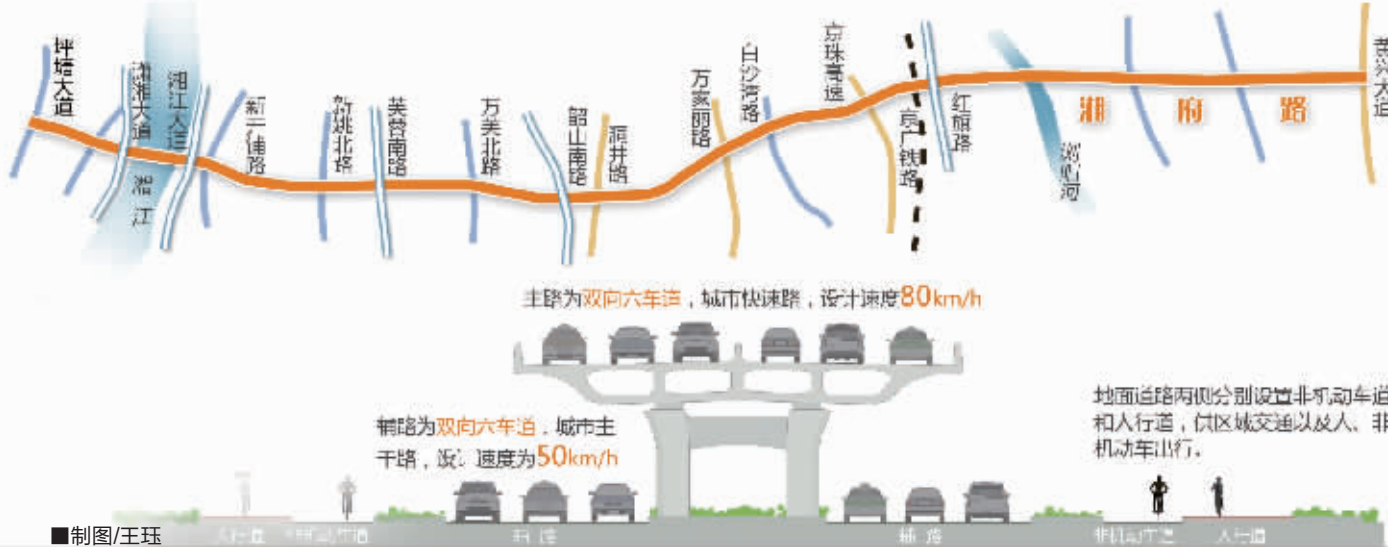 坪塘大道
潇湘大道
湘江大道
湘江
新姚北路
芙蓉南路
万芙北路
韶山南路
洞井路
万家丽路
白沙湾路
京珠高速
京广铁路
红旗路
浏阳河
湘府路
黄兴大道
主路为双向六车道，城市快速路，设计速度80km/h
辅路为双向六车道，城市主
干路，设计速度为50km/h
地面道路两侧分别设置非机动车道
和人行道，供区域交通以及人、非
机动车出行。
人行道
非机动车道
辅路
辅路
非机动车道
人行道
■制图/王珏